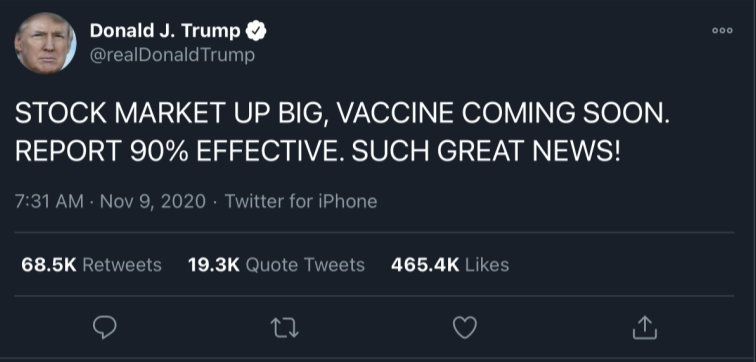 Donald J. Trump
@realDonaldTrump
STOCK MARKET UP BIG, VACCINE COMING SOON.
REPORT 90% EFFECTIVE. SUCH GREAT NEWS!
7:31 AM · Nov 9, 2020 · Twitter for iPhone
68.5K Retweets 19.3K Quote Tweets 465.4K Likes